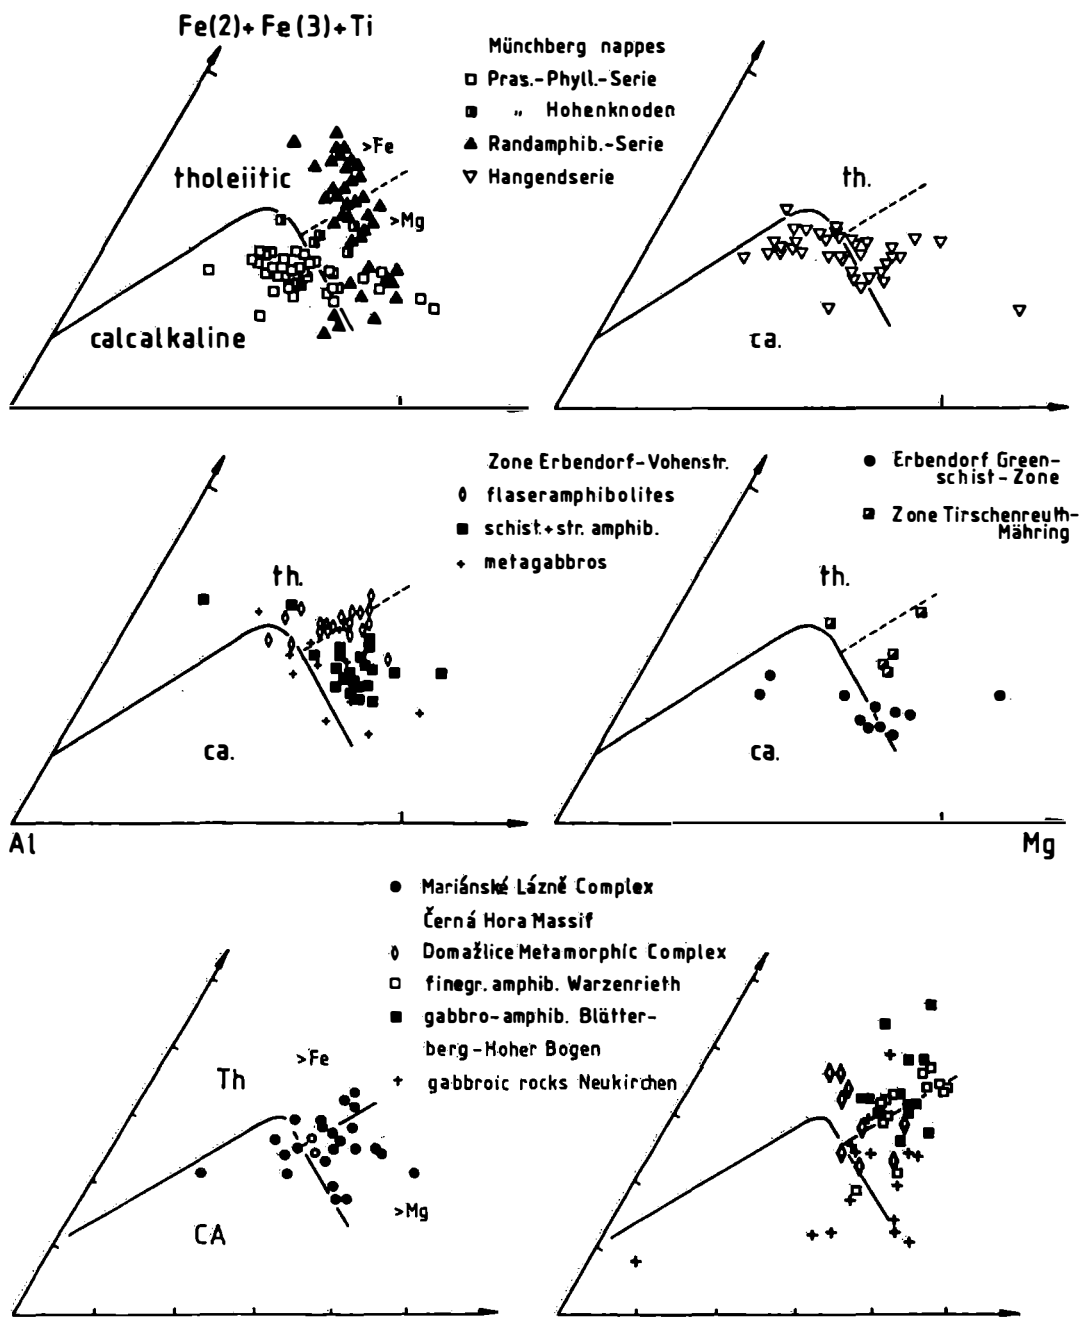 Fe(2)+Fe(3)+Ti
Münchberg nappes
Pras.-Phyll.-Serie
„ Hohenknoden
Randamphib.-Serie
Hangendserie
>Fe
tholeiitic
>Mg
calcalkaline
th.
ca.
Zone Erbendorf-Vohenstr.
flaseramphibolites
schist.+str. amphib.
metagabbros
Erbendorf Green-
schist-Zone
Zone Tirschenreuth-
Mähring
th.
ca.
th.
ca.
Al
Mg
Mariánské Lázně Complex
Černá Hora Massif
Domažlice Metamorphic Complex
finegr. amphib. Warzenrieth
gabbro-amphib. Blätter-
berg-Hoher Bogen
gabbroic rocks Neukirchen
>Fe
Th
>Mg
CA